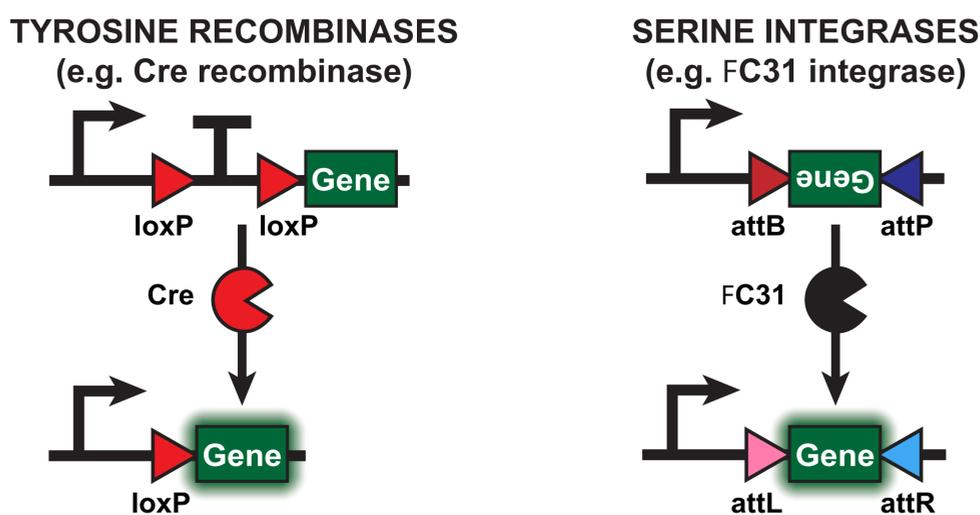 TYROSINE RECOMBINASES
(e.g. Cre recombinase)
loxP
loxP
Gene
Cre
Gene
loxP
SERINE INTEGRASES
(e.g. FC31 integrase)
Gene
attB
attP
FC31
Gene
attL
attR